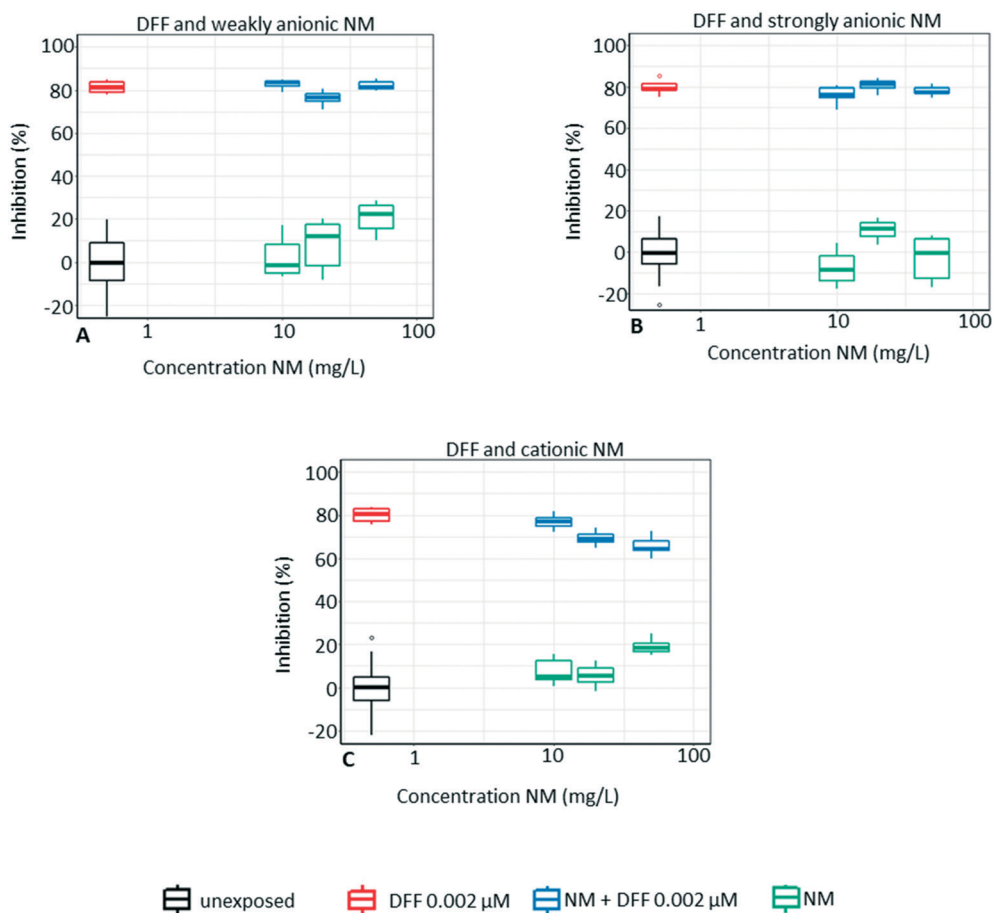 DFF and weakly anionic NM
100
80
60
40
20
0
-20
Inhibition (%)
A
1 10 100
Concentration NM (mg/L)
DFF and strongly anionic NM
100
80
60
40
20
0
-20
Inhibition (%)
B
1 10 100
Concentration NM (mg/L)
DFF and cationic NM
100
80
60
40
20
0
-20
Inhibition (%)
C
1 10 100
Concentration NM (mg/L)
unexposed DFF 0.002 µM NM + DFF 0.002 µM NM